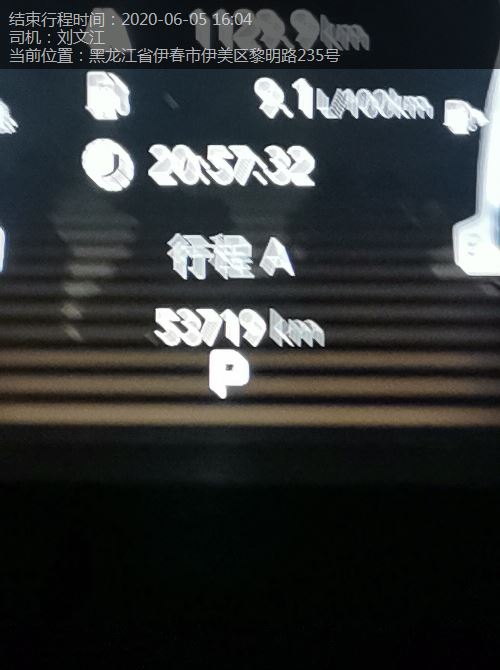 结束行程时间：2020-06-05 16:04
司机：刘文江
当前位置：黑龙江省伊春市伊美区黎明路235号
A 1129.9km
9.1 L/100km
20:57:32
行程 A
53719 km
P